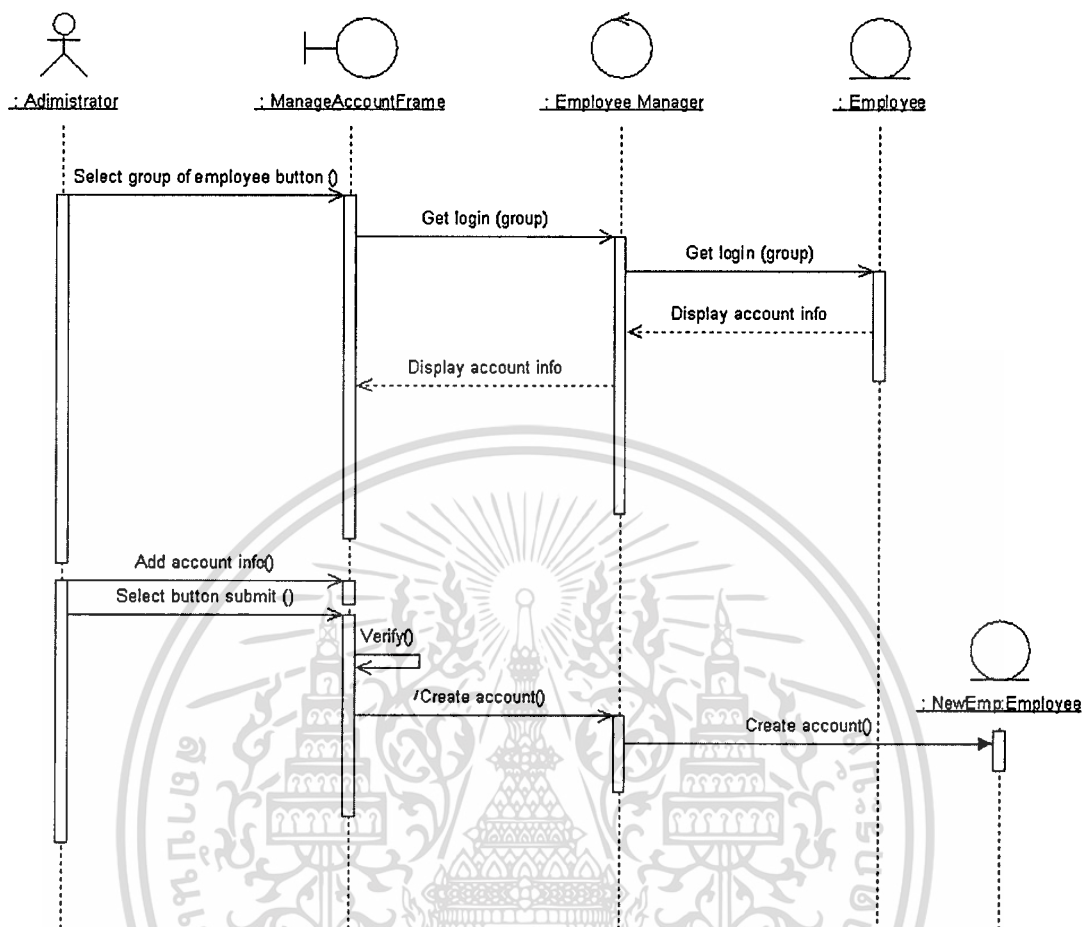 : Adimistrator
: ManageAccountFrame
: Employee Manager
: Employee
Select group of employee button ()
Get login (group)
Get login (group)
Display account info
Display account info
Add account info()
Select button submit ()
Verify()
/Create account()
: NewEmp:Employee
Create account()